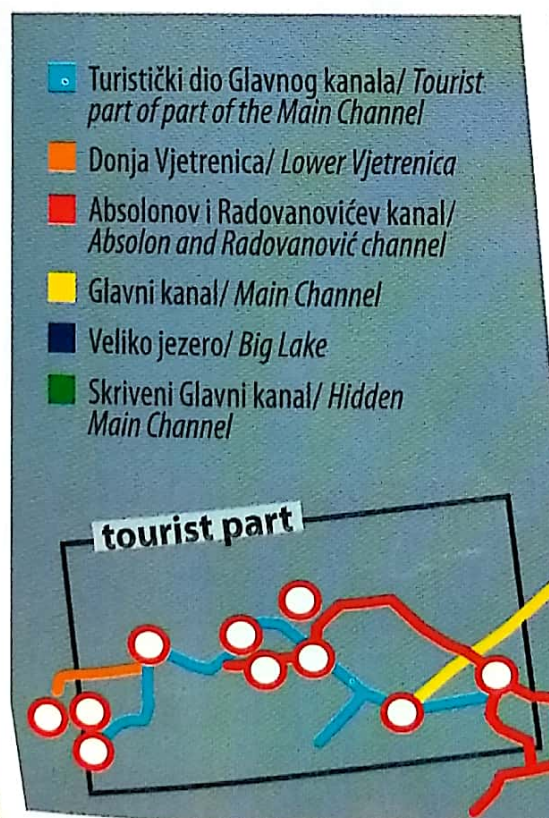 Turistički dio Glavnog kanala/ Tourist
part of part of the Main Channel
Donja Vjetrenica/ Lower Vjetrenica
Absolonov i Radovanovićev kanal/
Absolon and Radovanović channel
Glavni kanal/ Main Channel
Veliko jezero/ Big Lake
Skriveni Glavni kanal/ Hidden
Main Channel
tourist part